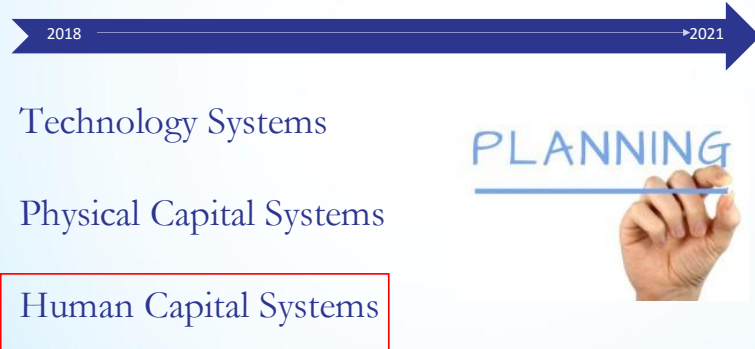 2018 2021
Technology Systems
PLANNING
Physical Capital Systems
Human Capital Systems